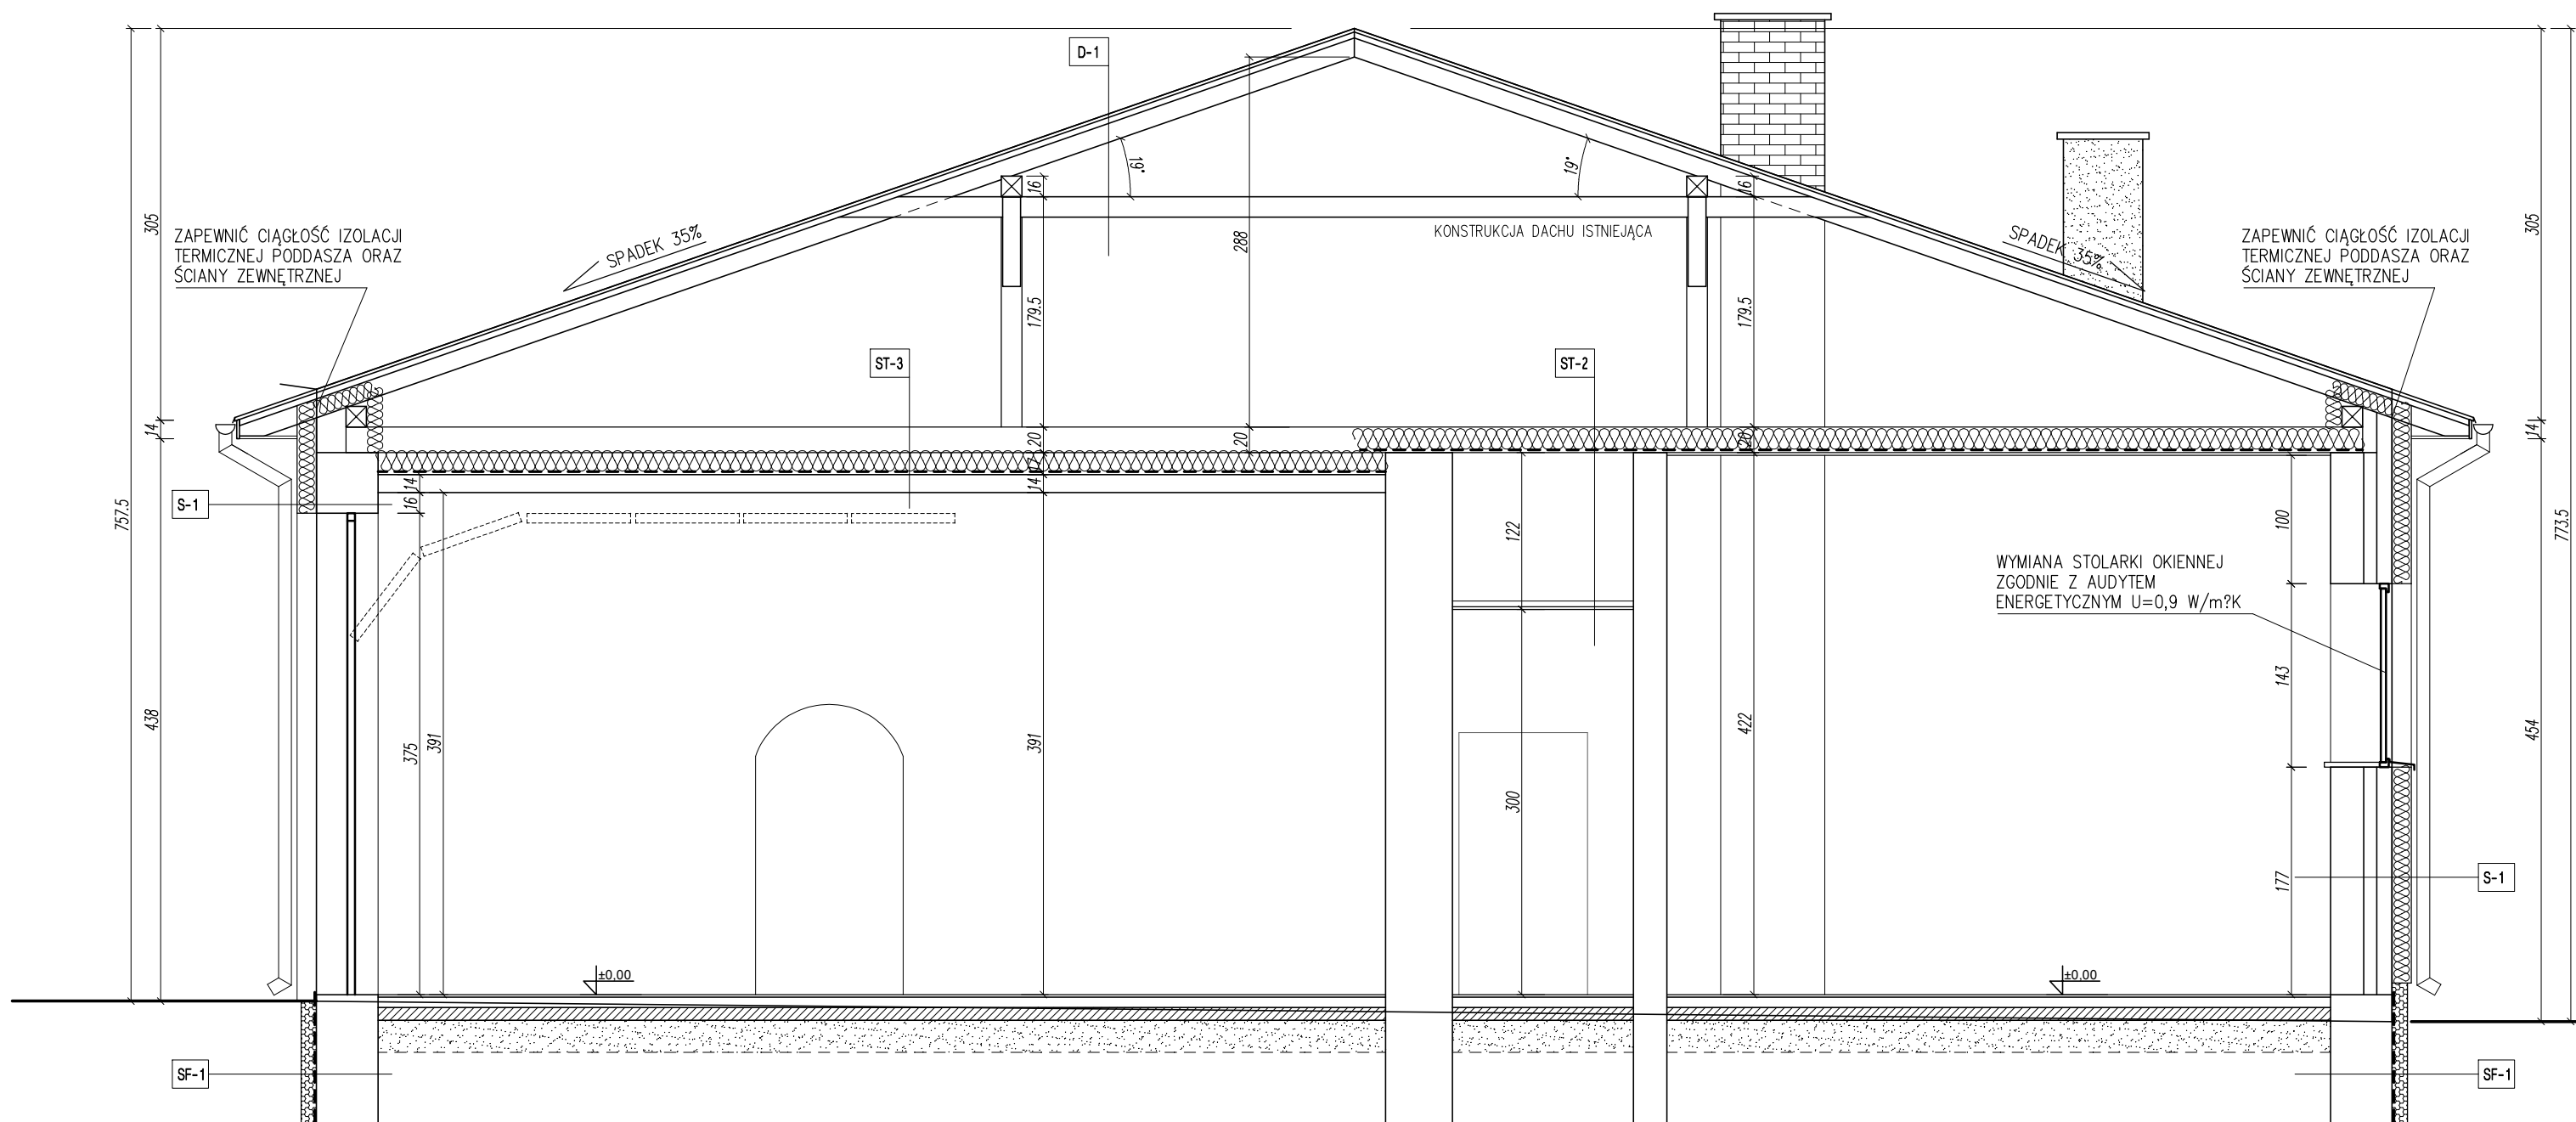 D-1
19°
19°
16
16
305
305
ZAPEWNIĆ CIĄGŁOŚĆ IZOLACJI
TERMICZNEJ PODDASZA ORAZ
ŚCIANY ZEWNĘTRZNEJ
SPADEK 35%
288
KONSTRUKCJA DACHU ISTNIEJĄCA
SPADEK 35%
ZAPEWNIĆ CIĄGŁOŚĆ IZOLACJI
TERMICZNEJ PODDASZA ORAZ
ŚCIANY ZEWNĘTRZNEJ
179.5
179.5
ST-3
ST-2
14
20
20
20
14
17
14
14
16
S-1
757.5
122
100
773.5
WYMIANA STOLARKI OKIENNEJ
ZGODNIE Z AUDYTEM
ENERGETYCZNYM U=0,9 W/m?K
143
438
375
391
391
422
454
300
177
S-1
±0,00
±0,00
SF-1
SF-1